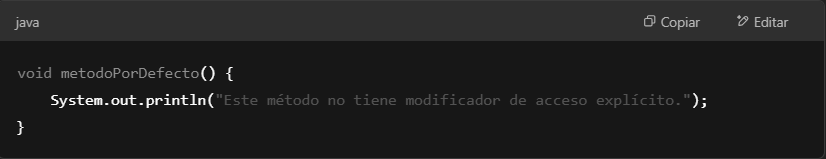 java
Copiar
Editar
void metodoPorDefecto() {
    System.out.println("Este método no tiene modificador de acceso explícito.");
}